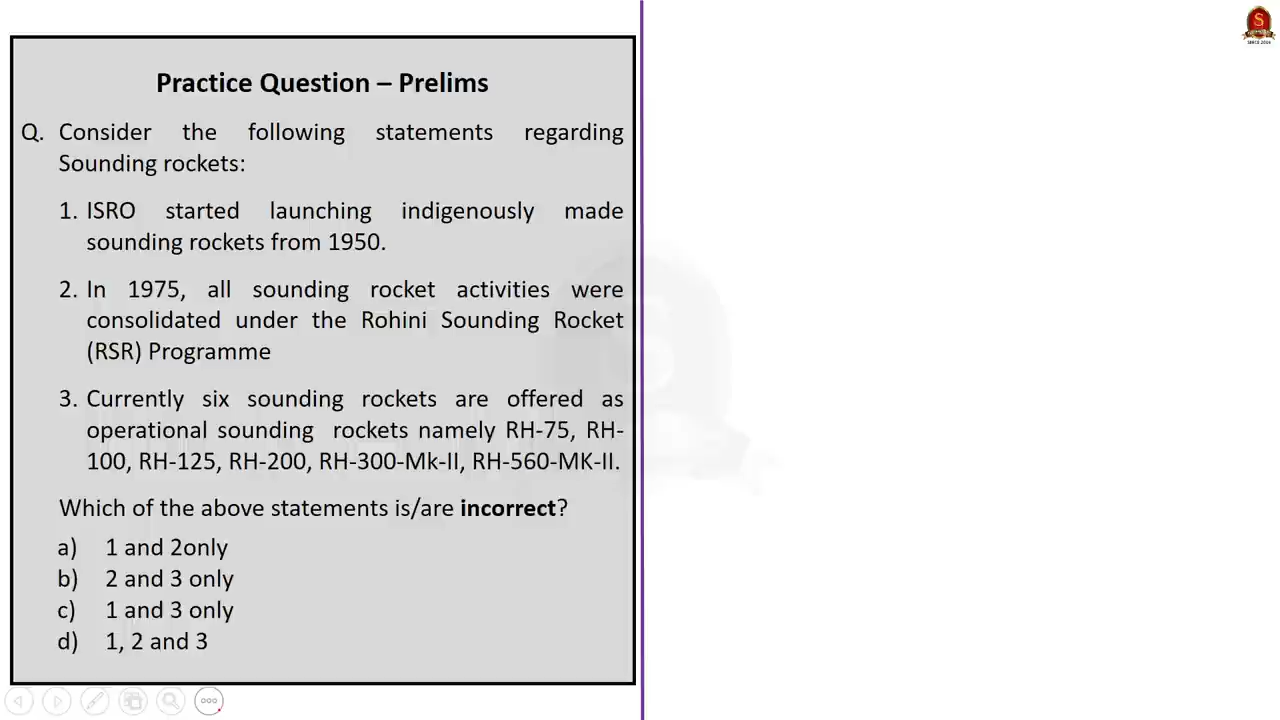 Practice Question – Prelims
Q. Consider the following statements regarding
Sounding rockets:
1. ISRO started launching indigenously made
sounding rockets from 1950.
2. In 1975, all sounding rocket activities were
consolidated under the Rohini Sounding Rocket
(RSR) Programme
3. Currently six sounding rockets are offered as
operational sounding rockets namely RH-75, RH-
100, RH-125, RH-200, RH-300-Mk-II, RH-560-MK-II.
Which of the above statements is/are incorrect?
a) 1 and 2only
b) 2 and 3 only
c) 1 and 3 only
d) 1, 2 and 3
S